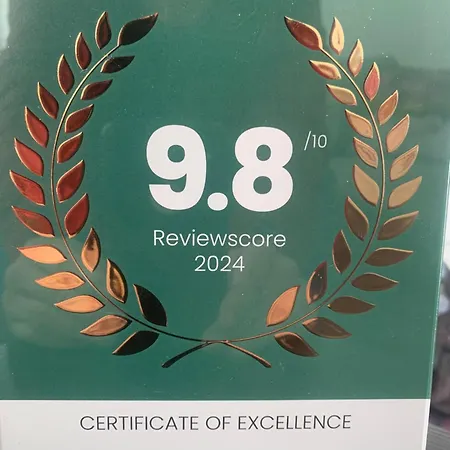 9.8 /10
Reviewscore
2024
CERTIFICATE OF EXCELLENCE